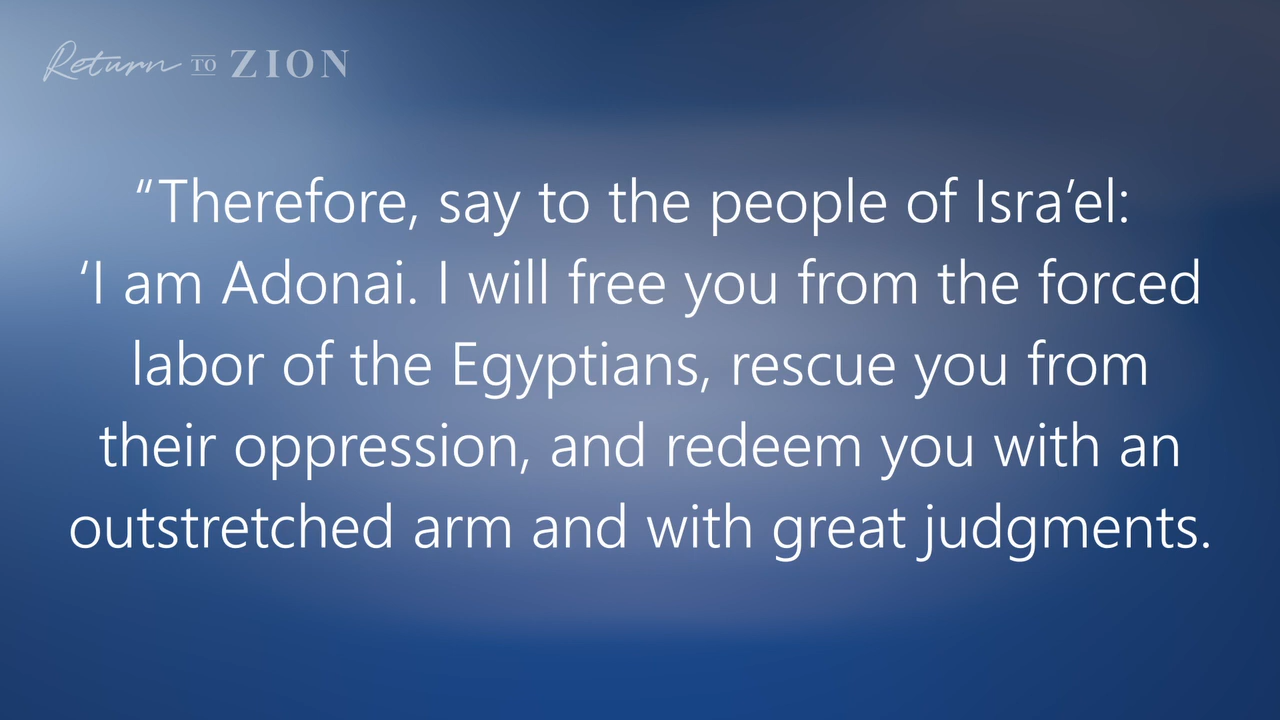 Return TO ZION
“Therefore, say to the people of Isra’el:
‘I am Adonai. I will free you from the forced
labor of the Egyptians, rescue you from
their oppression, and redeem you with an
outstretched arm and with great judgments.